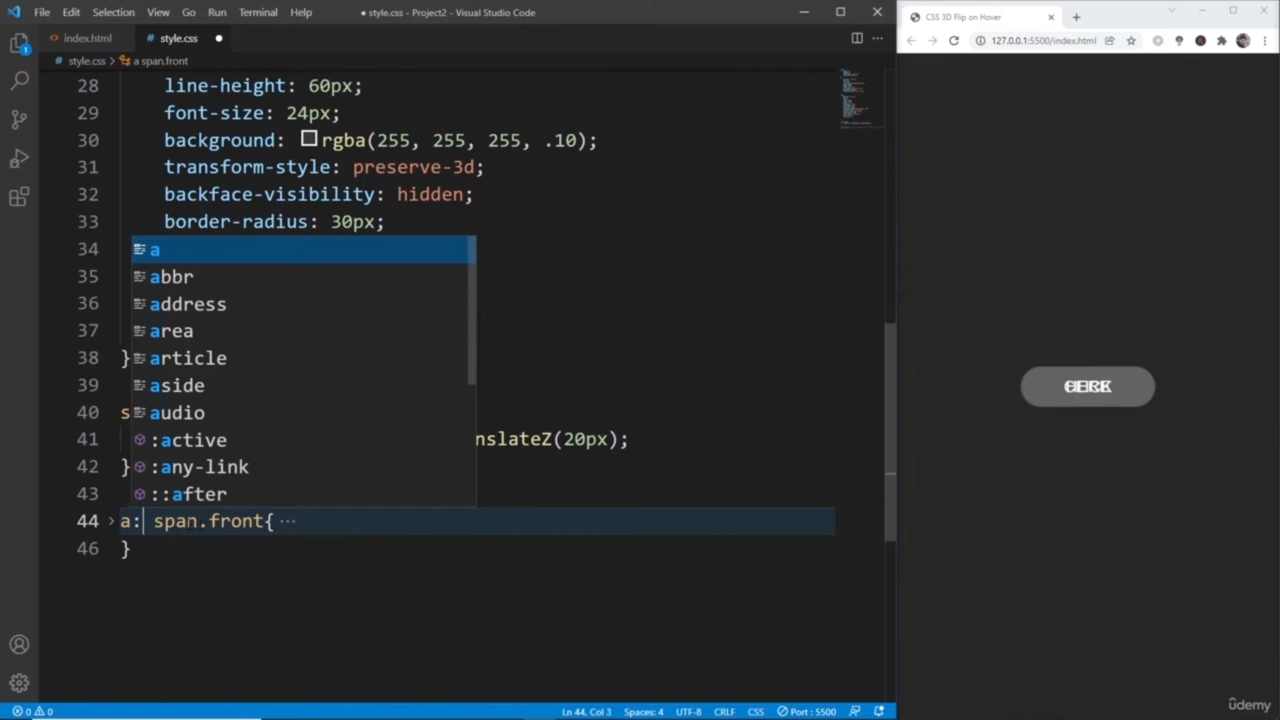 File Edit Selection View Go Run Terminal Help ● style.css - Project2 - Visual Studio Code
CSS 3D Flip on Hover
index.html style.css
127.0.0.1:5500/index.html
style.css > a span.front
28 line-height: 60px;
29 font-size: 24px;
30 background: rgba(255, 255, 255, .10);
31 transform-style: preserve-3d;
32 backface-visibility: hidden;
33 border-radius: 30px;
34 a
35 abbr
36 address
37 area
38 } article
39 aside
40 s audio
41 :active nslateZ(20px);
42 } :any-link
43 ::after
44 a: span.front{ ...
46 }
1
Ln 44, Col 3 Spaces: 4 UTF-8 CRLF CSS Port : 5500
0 0
udemy